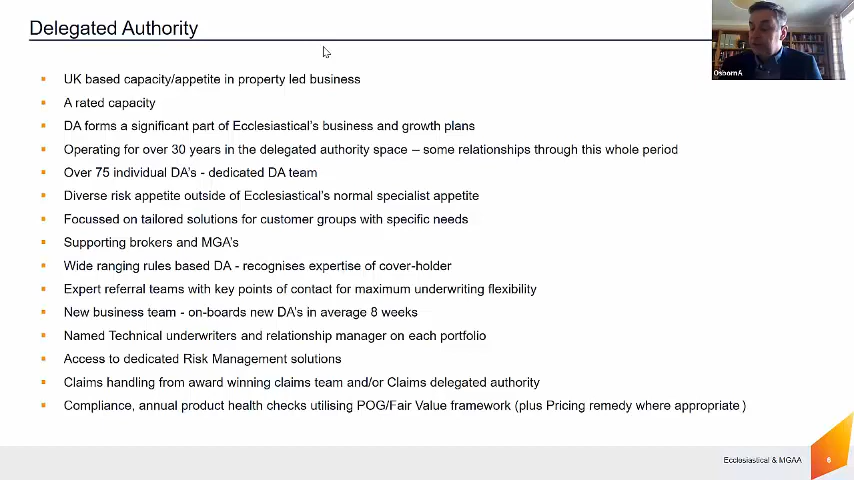 Delegated Authority
OsbornA
UK based capacity/appetite in property led business
A rated capacity
DA forms a significant part of Ecclesiastical's business and growth plans
Operating for over 30 years in the delegated authority space – some relationships through this whole period
Over 75 individual DA's - dedicated DA team
Diverse risk appetite outside of Ecclesiastical's normal specialist appetite
Focussed on tailored solutions for customer groups with specific needs
Supporting brokers and MGA's
Wide ranging rules based DA - recognises expertise of cover-holder
Expert referral teams with key points of contact for maximum underwriting flexibility
New business team - on-boards new DA's in average 8 weeks
Named Technical underwriters and relationship manager on each portfolio
Access to dedicated Risk Management solutions
Claims handling from award winning claims team and/or Claims delegated authority
Compliance, annual product health checks utilising POG/Fair Value framework (plus Pricing remedy where appropriate )
Ecclesiastical & MGAA 6